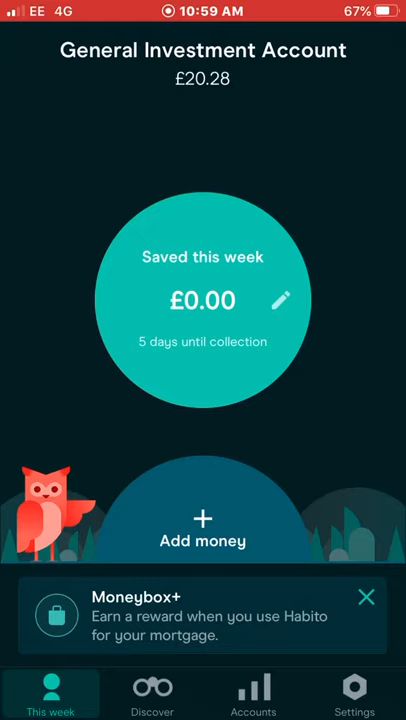 EE 4G 10:59 AM 67%
General Investment Account
£20.28
Saved this week
£0.00
5 days until collection
+
Add money
Moneybox+
Earn a reward when you use Habito
for your mortgage.
This week Discover Accounts Settings